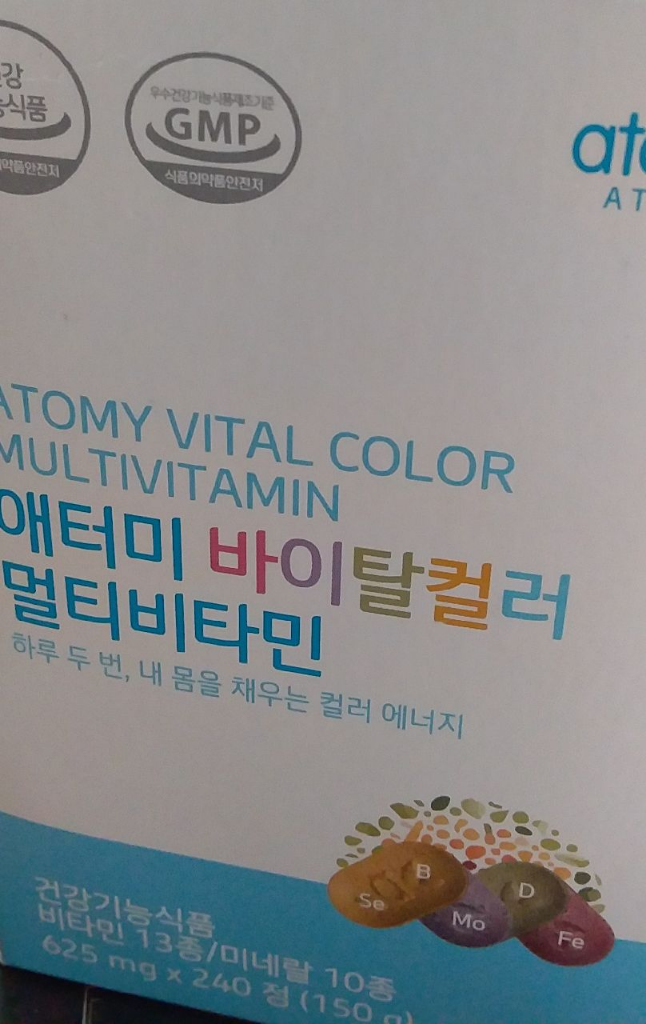 건강
능식품
의약품안전처
우수건강기능식품제조기준
GMP
식품의약품안전처
ato
AT
ATOMY VITAL COLOR
MULTIVITAMIN
애터미 바이탈컬러
멀티비타민
하루 두 번, 내 몸을 채우는 컬러 에너지
B
Se
D
Mo
Fe
건강기능식품
비타민 13종/미네랄 10종
625 mg x 240 정 (150 g)